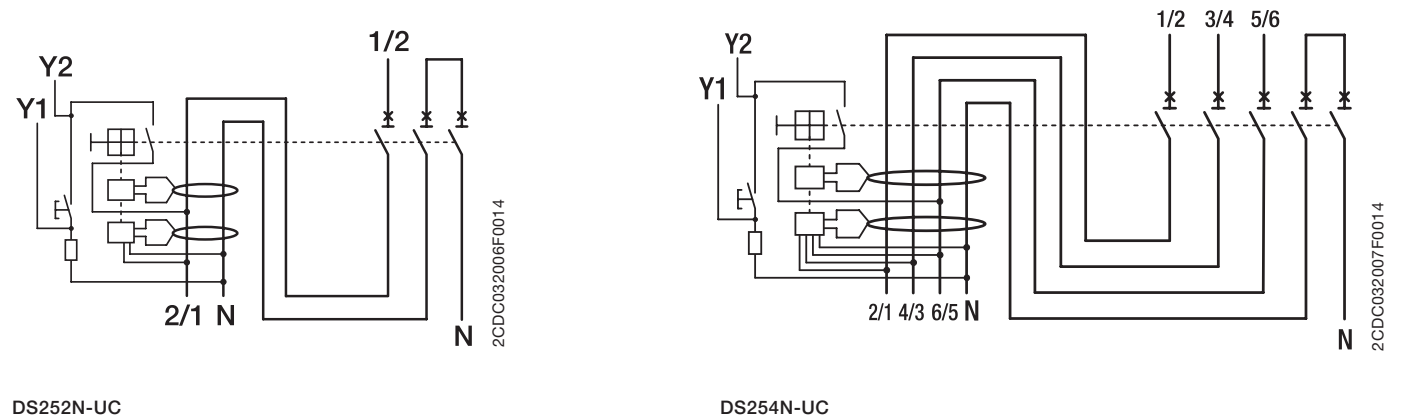 1/2
Y2
Y1
2/1 N
N
2CDC032006F0014
DS252N-UC
1/2 3/4 5/6
Y2
Y1
2/1 4/3 6/5 N
N
2CDC032007F0014
DS254N-UC